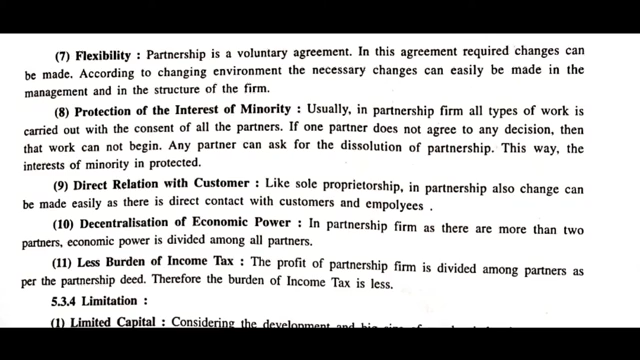 (7) Flexibility : Partnership is a voluntary agreement. In this agreement required changes can
be made. According to changing environment the necessary changes can easily be made in the
management and in the structure of the firm.
(8) Protection of the Interest of Minority : Usually, in partnership firm all types of work is
carried out with the consent of all the partners. If one partner does not agree to any decision, then
that work can not begin. Any partner can ask for the dissolution of partnership. This way, the
interests of minority in protected.
(9) Direct Relation with Customer : Like sole proprietorship, in partnership also change can
be made easily as there is direct contact with customers and empolyees .
(10) Decentralisation of Economic Power : In partnership firm as there are more than two
partners, economic power is divided among all partners.
(11) Less Burden of Income Tax : The profit of partnership firm is divided among partners as
per the partnership deed. Therefore the burden of Income Tax is less.
5.3.4 Limitation :
(1) Limited Capital : Considering the development and big size of